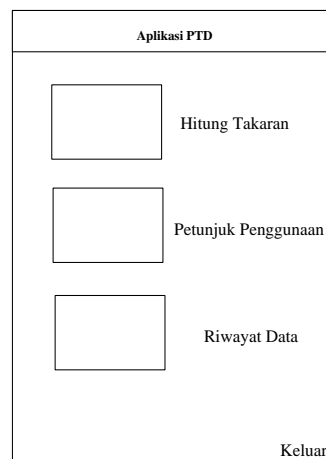 Aplikasi PTD
Hitung Takaran
Petunjuk Penggunaan
Riwayat Data
Keluar